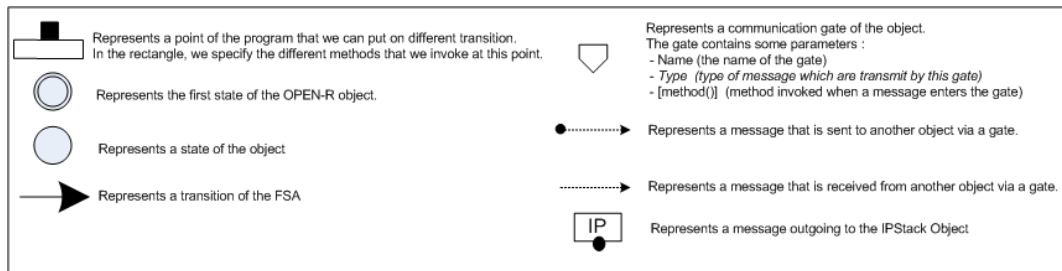 Represents a point of the program that we can put on different transition.
In the rectangle, we specify the different methods that we invoke at this point.
Represents the first state of the OPEN-R object.
Represents a state of the object
Represents a transition of the FSA
Represents a communication gate of the object.
The gate contains some parameters :
- Name (the name of the gate)
- Type (type of message which are transmit by this gate)
- [method()] (method invoked when a message enters the gate)
Represents a message that is sent to another object via a gate.
Represents a message that is received from another object via a gate.
IP
Represents a message outgoing to the IPStack Object